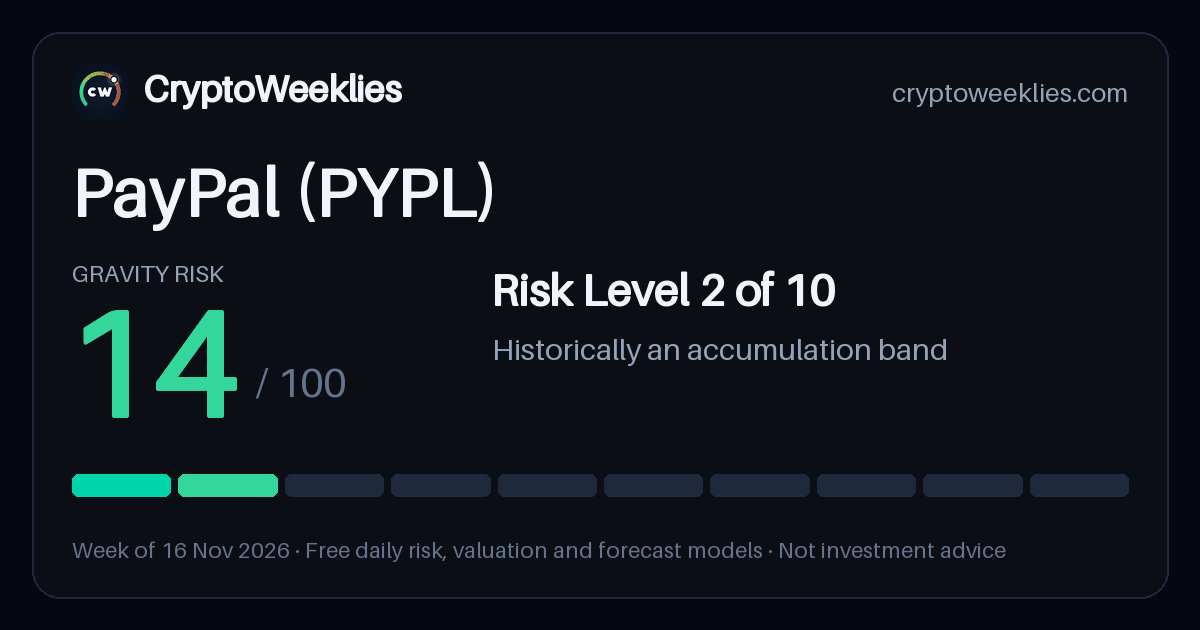 CW
CryptoWeeklies
cryptoweeklies.com
PayPal (PYPL)
GRAVITY RISK
14 / 100
Risk Level 2 of 10
Historically an accumulation band
Week of 16 Nov 2026 · Free daily risk, valuation and forecast models · Not investment advice